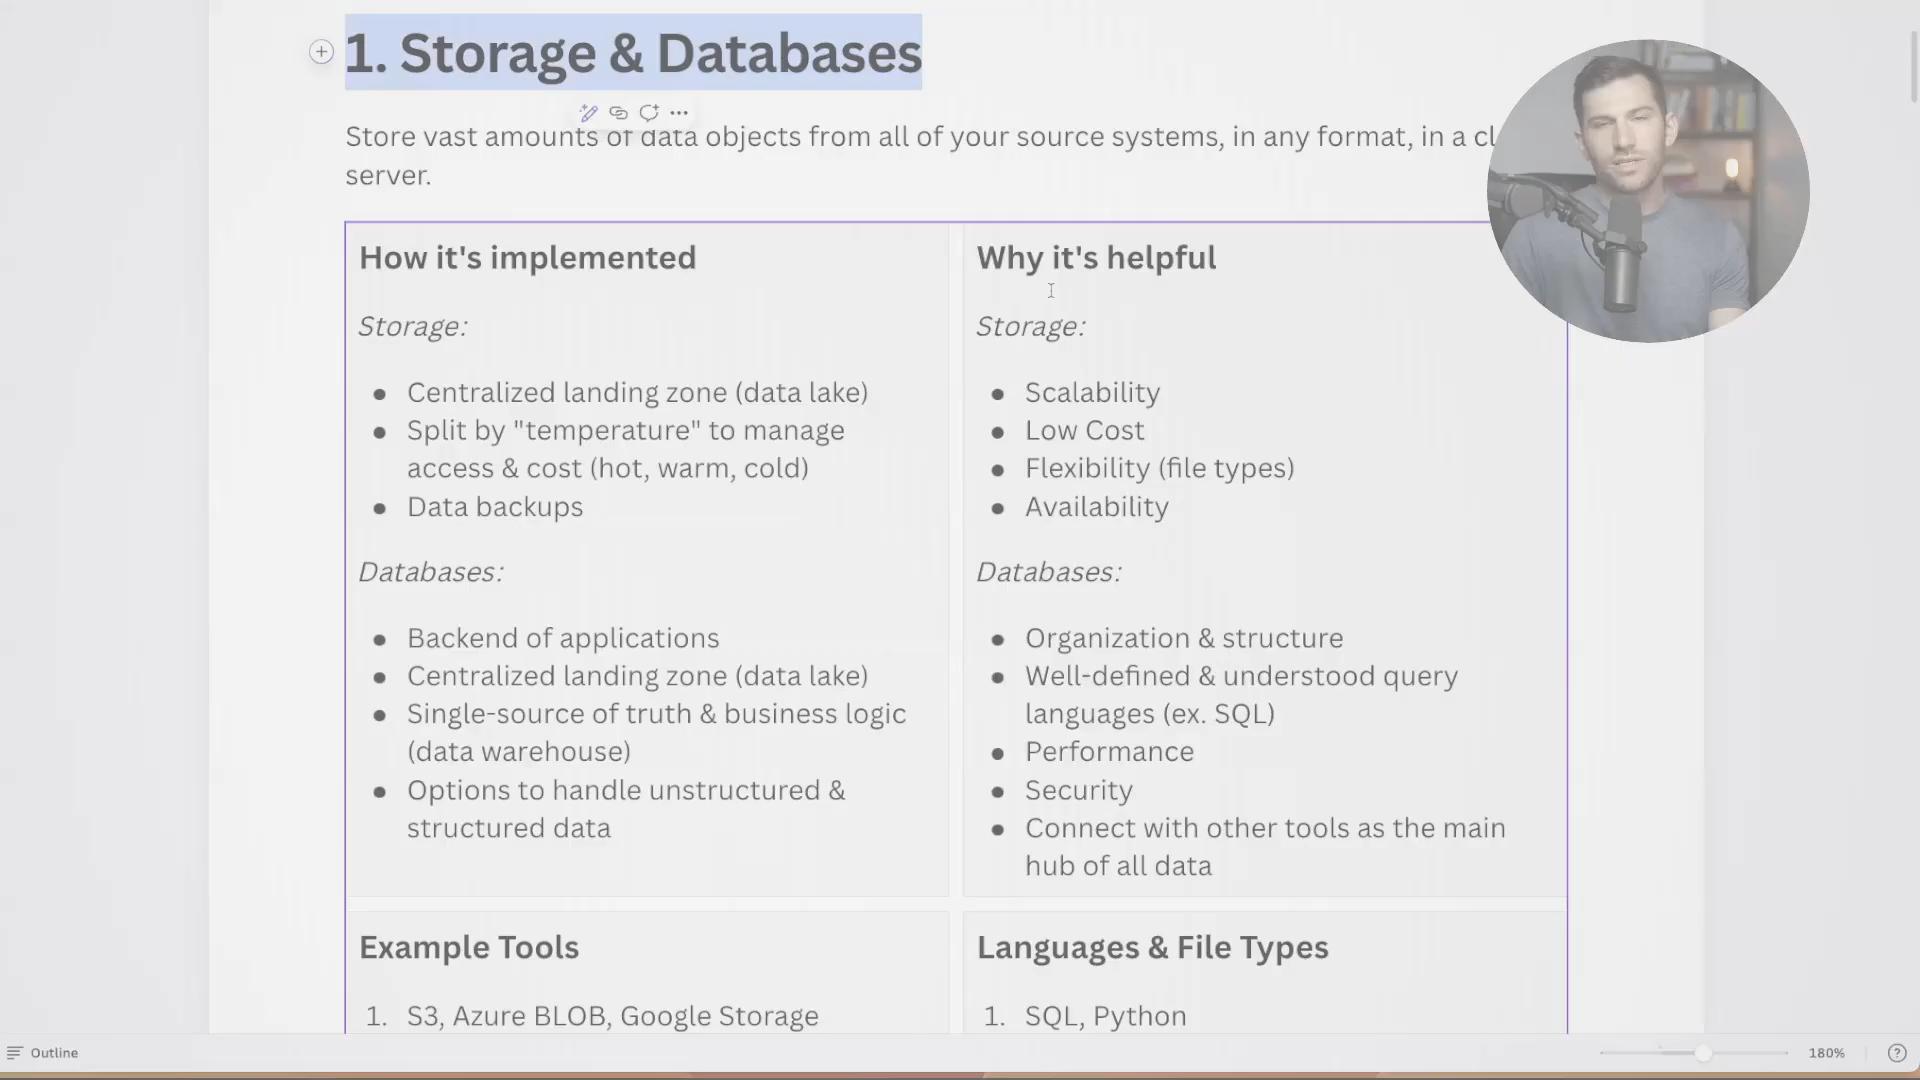 1. Storage & Databases
Store vast amounts of data objects from all of your source systems, in any format, in a
server.
How it's implemented
Storage:
● Centralized landing zone (data lake)
● Split by "temperature" to manage
access & cost (hot, warm, cold)
● Data backups
Databases:
● Backend of applications
● Centralized landing zone (data lake)
● Single-source of truth & business logic
(data warehouse)
● Options to handle unstructured &
structured data
Why it's helpful
Storage:
● Scalability
● Low Cost
● Flexibility (file types)
● Availability
Databases:
● Organization & structure
● Well-defined & understood query
languages (ex. SQL)
● Performance
● Security
● Connect with other tools as the main
hub of all data
Example Tools
1. S3, Azure BLOB, Google Storage
Languages & File Types
1. SQL, Python
Outline
180%
?